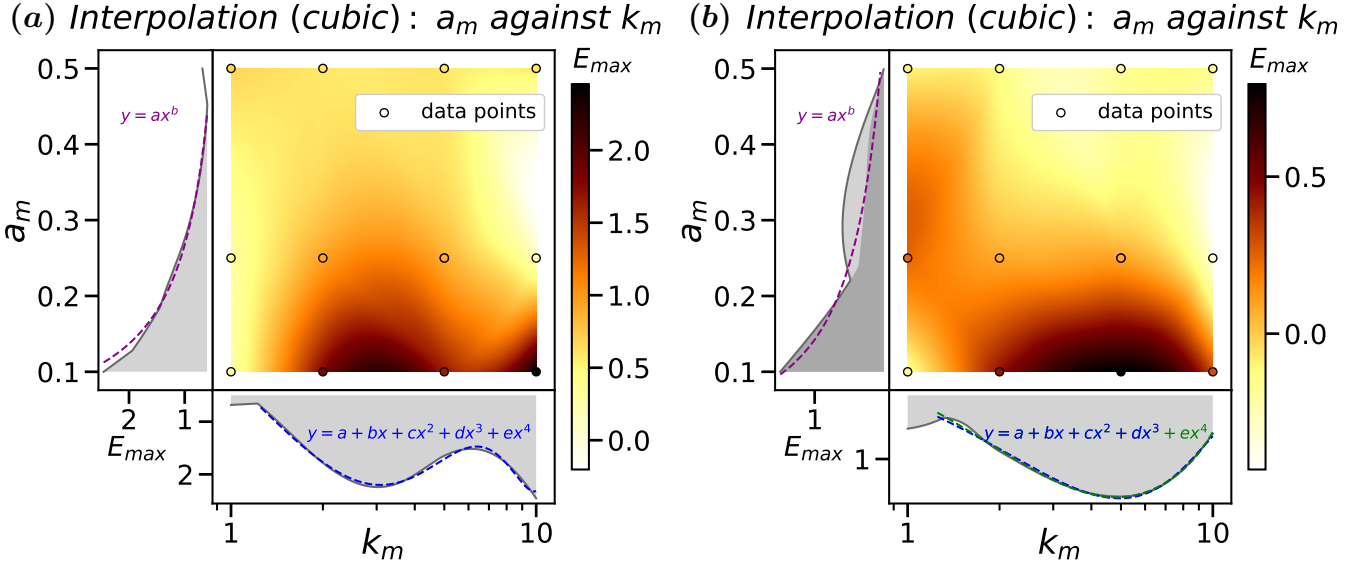 (a) Interpolation (cubic) : a_m against k_m
E_max
0.5
0.4
0.3
0.2
0.1
a_m
y = ax^b
data points
2.0
1.5
1.0
0.5
0.0
2 1
E_max
1
2
y = a + bx + cx^2 + dx^3 + ex^4
1 10
k_m
(b) Interpolation (cubic) : a_m against k_m
E_max
0.5
0.4
0.3
0.2
0.1
a_m
y = ax^b
data points
0.5
0.0
1
E_max
1
y = a + bx + cx^2 + dx^3 + ex^4
1 10
k_m